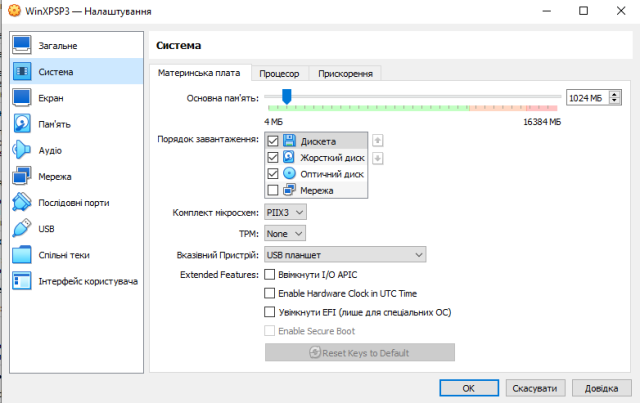 WinXPSP3 — Налаштування
Загальне
Система
Екран
Пам'ять
Аудіо
Мережа
Послідовні порти
USB
Спільні теки
Інтерфейс користувача
Система
Материнська плата Процесор Прискорення
Основна пам'ять: 1024 МБ
4 МБ 16384 МБ
Порядок завантаження: Дискета
Жорсткий диск
Оптичний диск
Мережа
Комплект мікросхем: PIIX3
TPM: None
Вказівний Пристрій: USB планшет
Extended Features: Ввімкнути I/O APIC
Enable Hardware Clock in UTC Time
Увімкнути EFI (лише для спеціальних ОС)
Enable Secure Boot
Reset Keys to Default
OK Скасувати Довідка